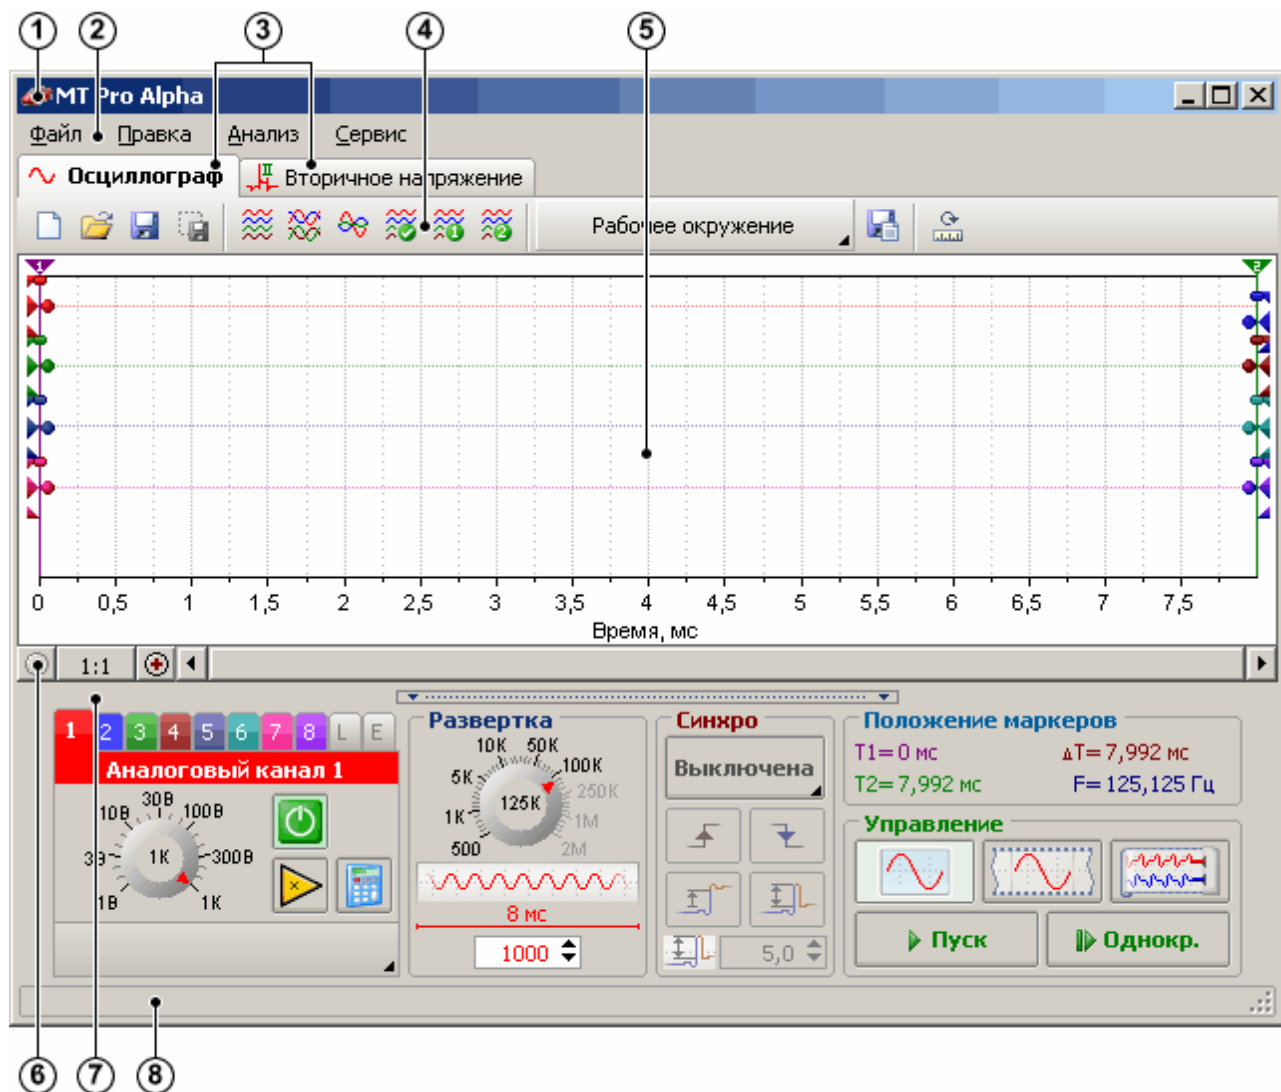 1 2 3 4 5
MT Pro Alpha
Файл Правка Анализ Сервис
Осциллограф Вторичное напряжение
Рабочее окружение
1 2
0 0,5 1 1,5 2 2,5 3 3,5 4 4,5 5 5,5 6 6,5 7 7,5
Время, мс
1:1
1 2 3 4 5 6 7 8 L E
Аналоговый канал 1
1В 3В 10В 30В 100В 300В 1К
1К
Развертка
500 1К 5К 10К 50К 100К 250К 1М 2М
125К
8 мс
1000
Синхро
Выключена
5,0
Положение маркеров
T1= 0 мс ΔT= 7,992 мс
T2= 7,992 мс F= 125,125 Гц
Управление
Пуск Однокр.
6 7 8